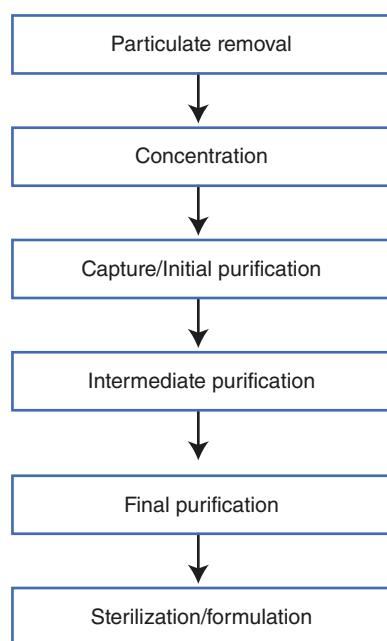 Particulate removal
Concentration
Capture/Initial purification
Intermediate purification
Final purification
Sterilization/formulation